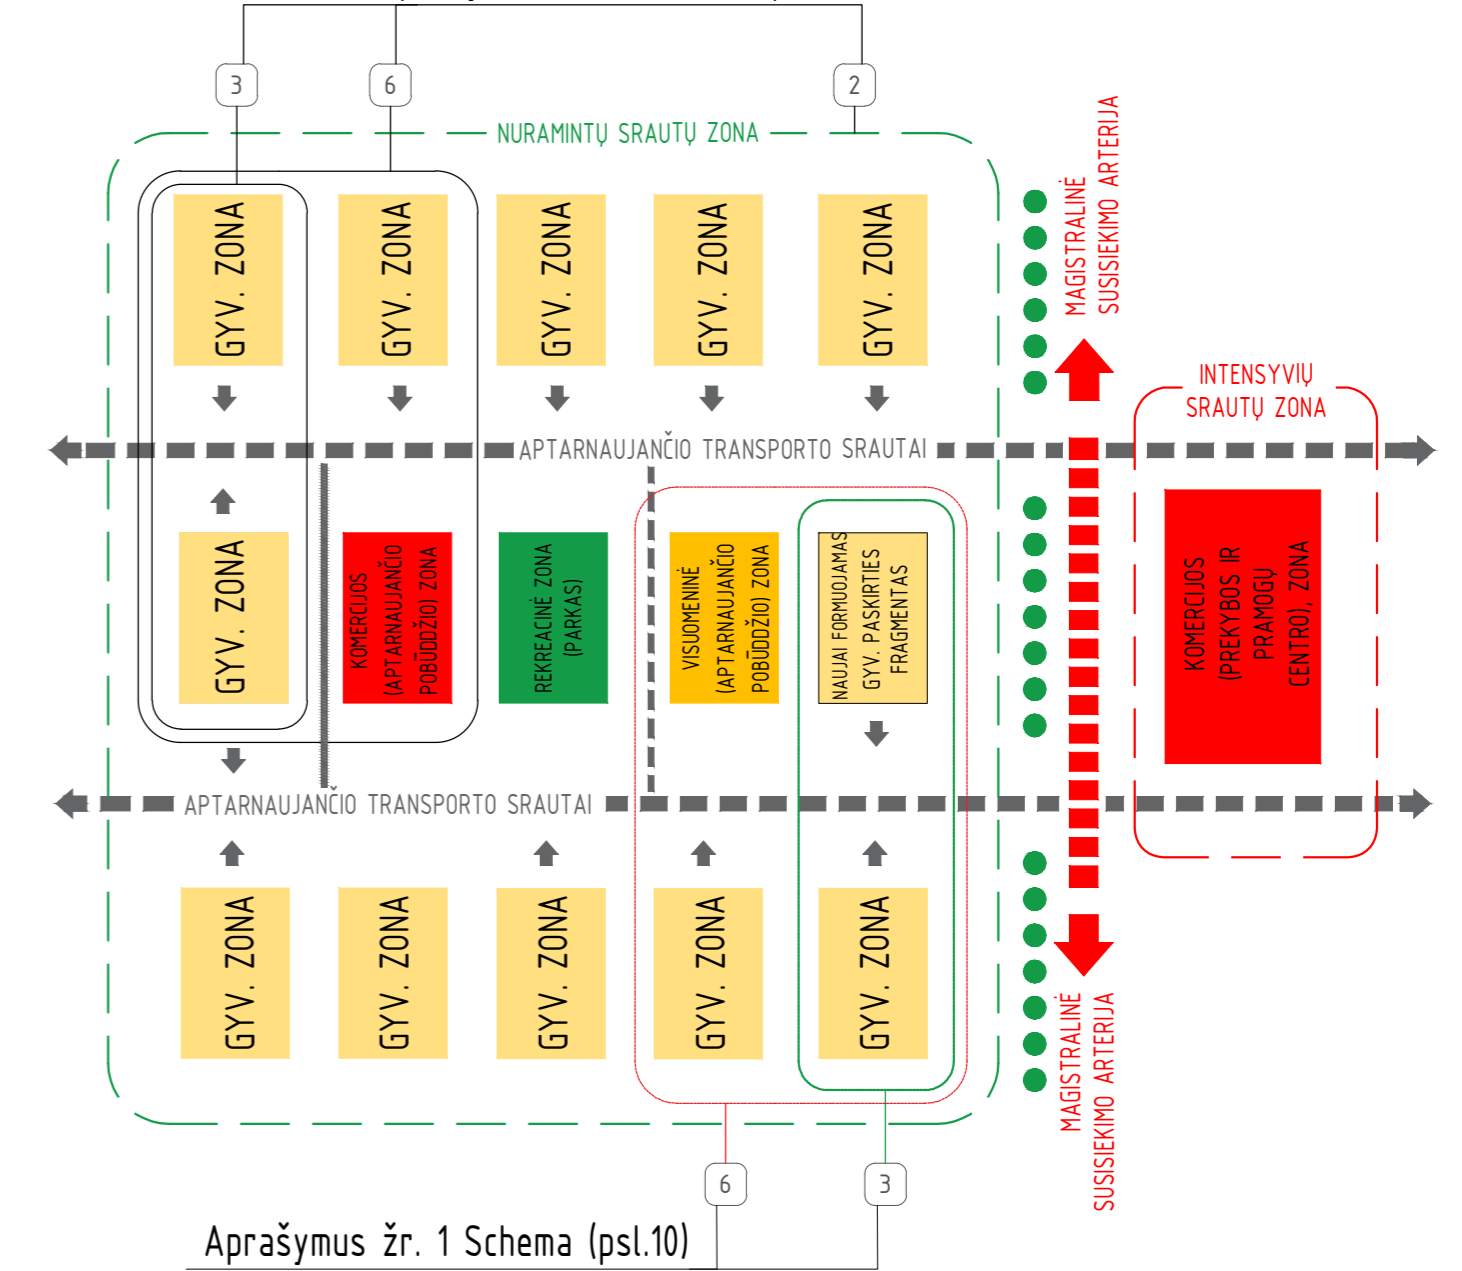 3
6
2
NURAMINTŲ SRAUTŲ ZONA
GYV. ZONA
GYV. ZONA
GYV. ZONA
GYV. ZONA
GYV. ZONA
MAGISTRALINĖ
SUSISIEKIMO ARTERIJA
INTENSYVIŲ
SRAUTŲ ZONA
APTARNAUJANČIO TRANSPORTO SRAUTAI
GYV. ZONA
KOMERCIJOS
(APTARNAUJANČIO
POBŪDDŽIO) ZONA
REKREACINĖ ZONA
(PARKAS)
VISUOMENINĖ
(APTARNAUJANČIO
POBŪDDŽIO) ZONA
NAUJAI FORMUOJAMAS
GYV. PASKIRTIES
FRAGMENTAS
KOMERCIJOS
(PREKYBOS IR
PRAMOGŲ
CENTRO), ZONA
APTARNAUJANČIO TRANSPORTO SRAUTAI
GYV. ZONA
GYV. ZONA
GYV. ZONA
GYV. ZONA
GYV. ZONA
MAGISTRALINĖ
SUSISIEKIMO ARTERIJA
6
3
Aprašymus žr. 1 Schema (psl.10)